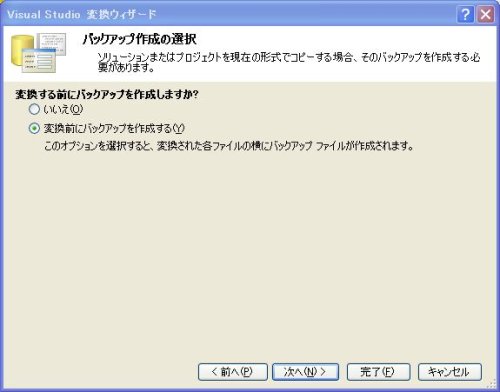 Visual Studio 変換ウィザード
バックアップ作成の選択
ソリューションまたはプロジェクトを現在の形式でコピーする場合、そのバックアップを作成する必
要があります。
変換する前にバックアップを作成しますか?
いいえ(O)
変換前にバックアップを作成する(Y)
このオプションを選択すると、変換された各ファイルの横にバックアップ ファイルが作成されます。
< 前へ(P) 次へ(N) > 完了(F) キャンセル